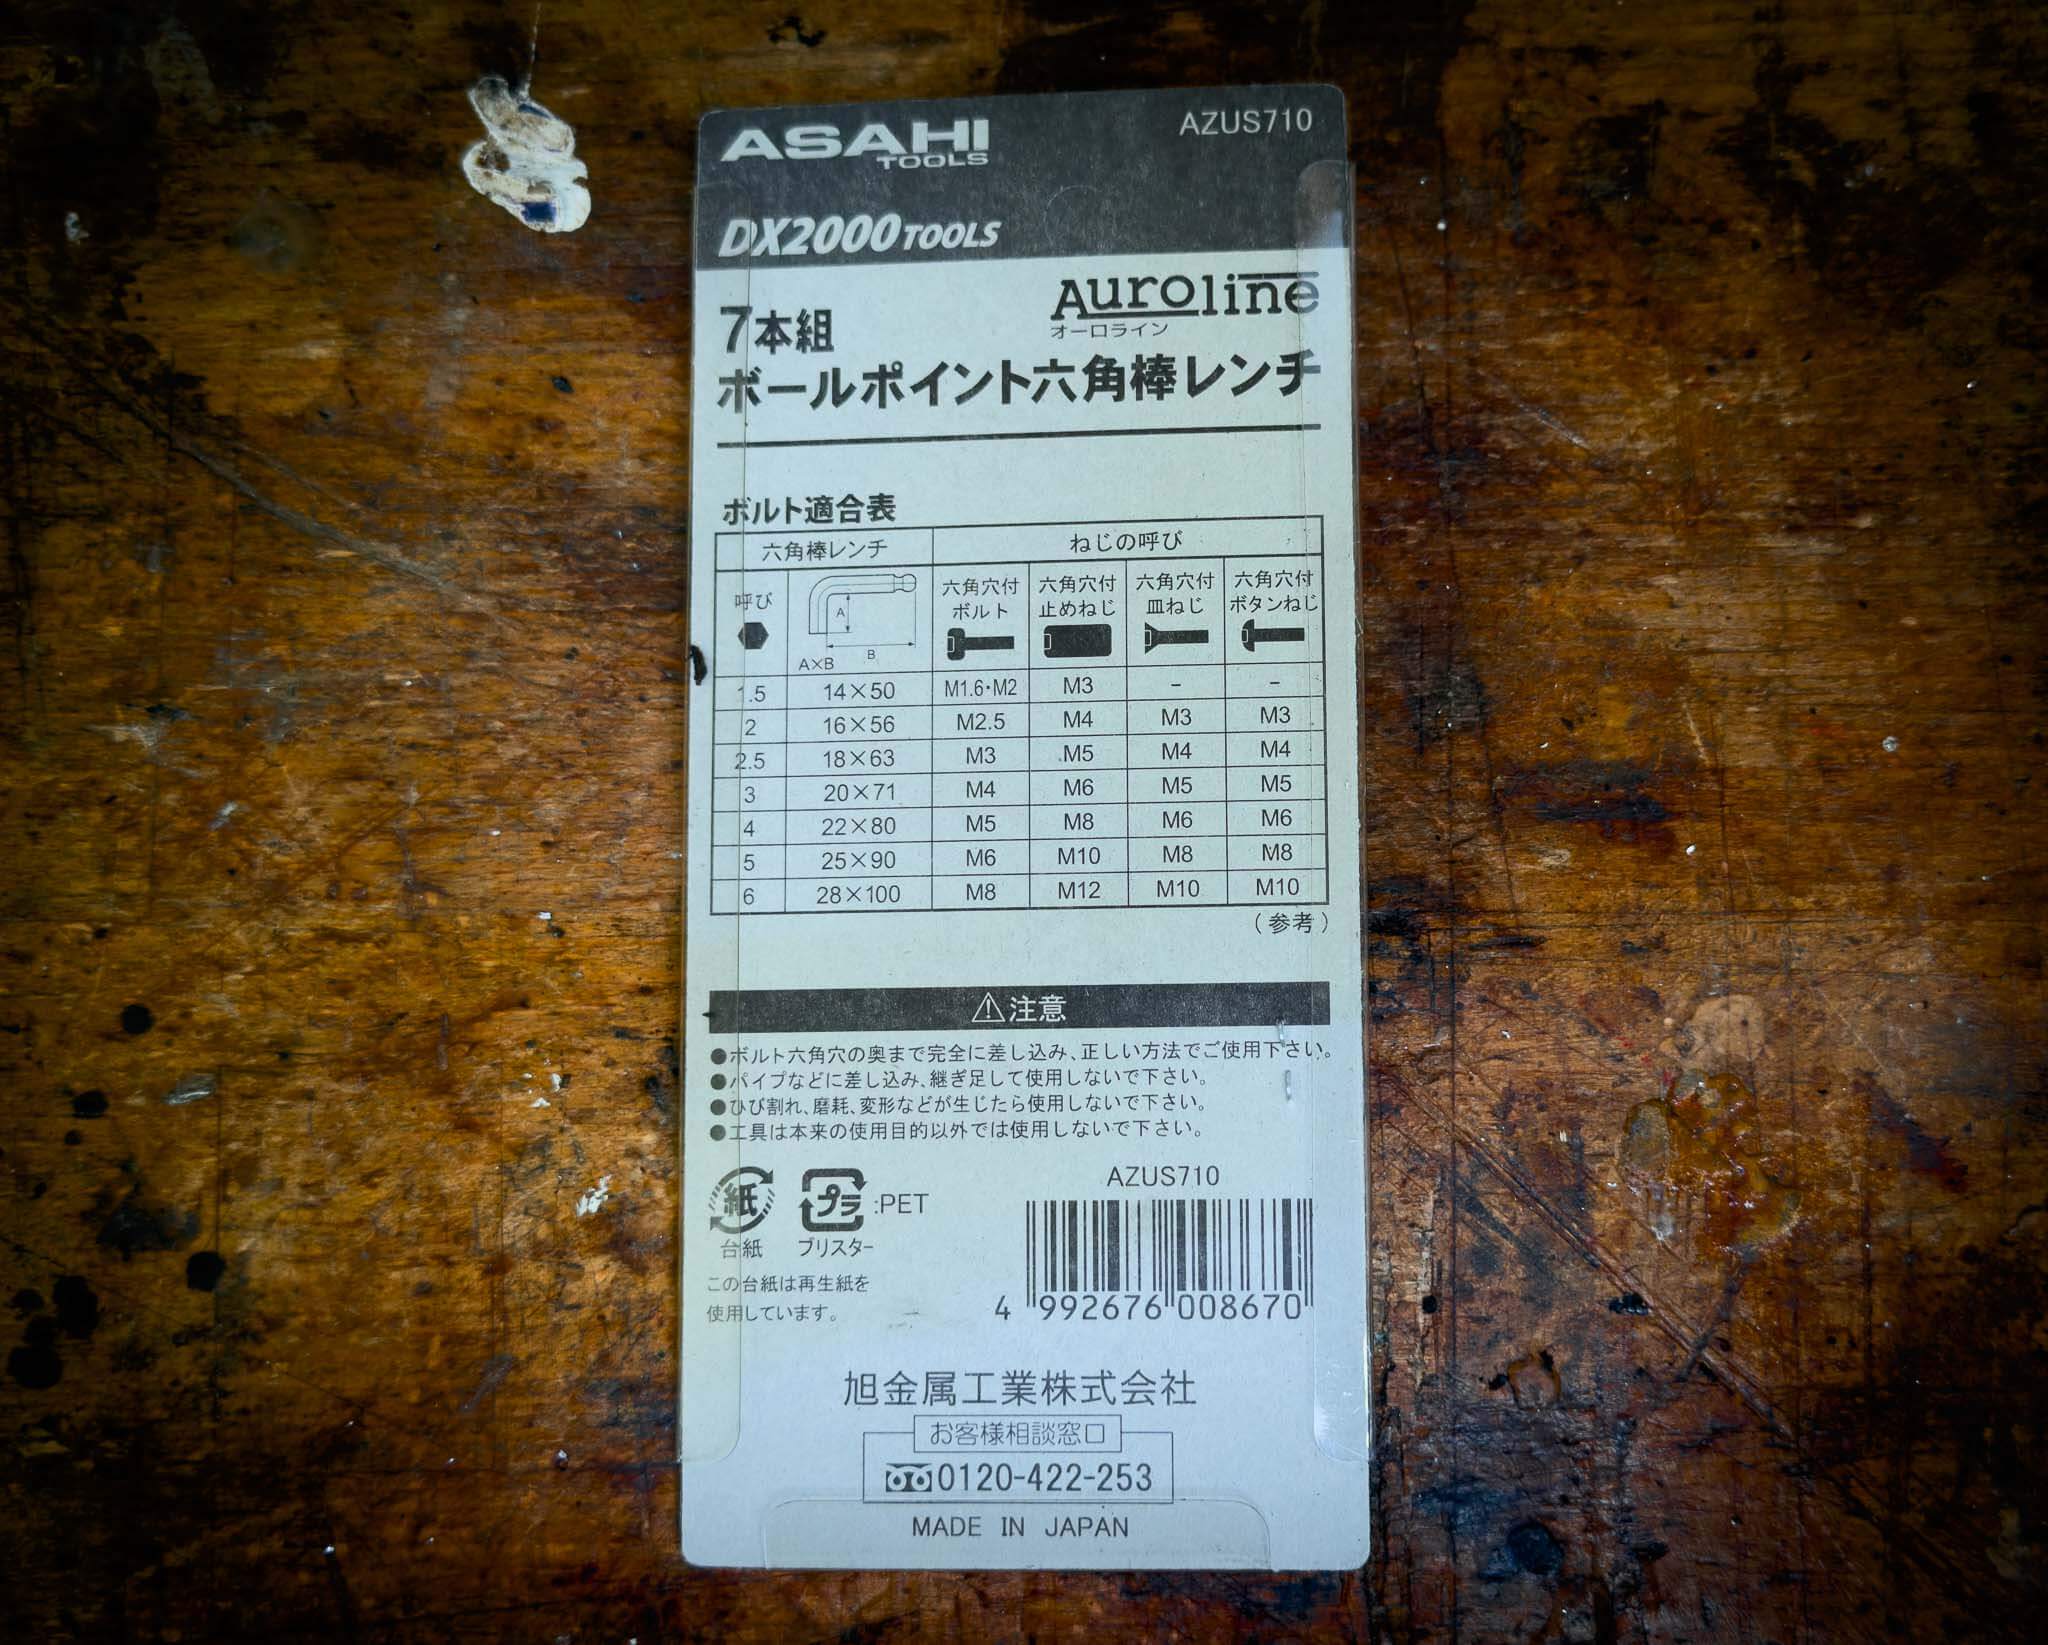 ASAHI
TOOLS
AZUS710
DX2000 TOOLS
Auroline
オーロライン
7本組
ボールポイント六角棒レンチ
ボルト適合表
六角棒レンチ ねじの呼び
呼び A B A×B 六角穴付ボルト 六角穴付止めねじ 六角穴付皿ねじ 六角穴付ボタンねじ
1.5 14×50 M1.6・M2 M3 - -
2 16×56 M2.5 M4 M3 M3
2.5 18×63 M3 M5 M4 M4
3 20×71 M4 M6 M5 M5
4 22×80 M5 M8 M6 M6
5 25×90 M6 M10 M8 M8
6 28×100 M8 M12 M10 M10
(参考)
⚠注意
●ボルト六角穴の奥まで完全に差し込み、正しい方法でご使用下さい。
●パイプなどに差し込み、継ぎ足して使用しないで下さい。
●ひび割れ、磨耗、変形などが生じたら使用しないで下さい。
●工具は本来の使用目的以外では使用しないで下さい。
紙 プラ :PET
台紙 ブリスター
この台紙は再生紙を
使用しています。
AZUS710
4 992676 008670
旭金属工業株式会社
お客様相談窓口
0120-422-253
MADE IN JAPAN